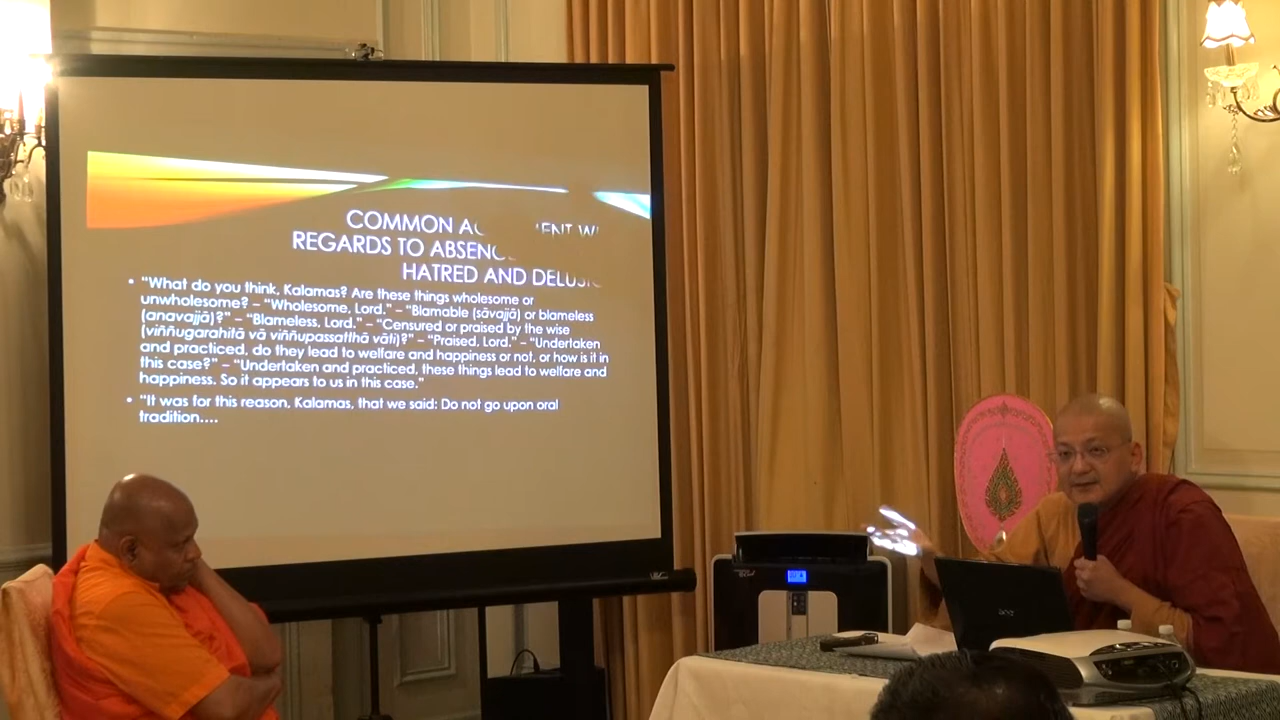 COMMON
REGARDS TO
HATRED AND
• "What do you think, Kalamas? Are these things wholesome or
unwholesome? – "Wholesome, Lord." – "Blamable (sāvajjā) or blameless
(anavajjā)?" – "Blameless, Lord." – "Censured or praised by the wise
(viññugarahitā vā viññupassatthā vāti)?" – "Praised, Lord." – "Undertaken
and practiced, do they lead to welfare and happiness or not, or how is it in
this case?" – "Undertaken and practiced, these things lead to welfare and
happiness. So it appears to us in this case."
• "It was for this reason, Kalamas, that we said: Do not go upon oral
tradition....
acer